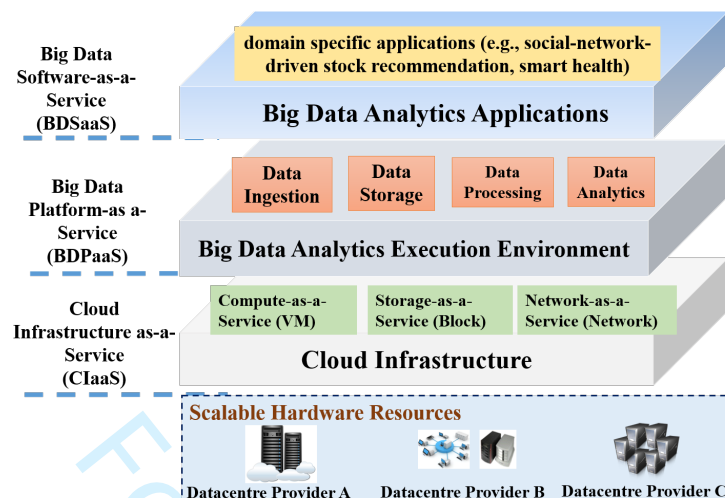 Big Data
Software-as-a-
Service
(BDSaaS)
domain specific applications (e.g., social-network-
driven stock recommendation, smart health)
Big Data Analytics Applications
Big Data
Platform-as a-
Service
(BDPaaS)
Data
Ingestion
Data
Storage
Data
Processing
Data
Analytics
Big Data Analytics Execution Environment
Cloud
Infrastructure as-a-
Service
(CIaaS)
Compute-as-a-
Service (VM)
Storage-as-a-
Service (Block)
Network-as-a-
Service (Network)
Cloud Infrastructure
Scalable Hardware Resources
Datacentre Provider A
Datacentre Provider B
Datacentre Provider C